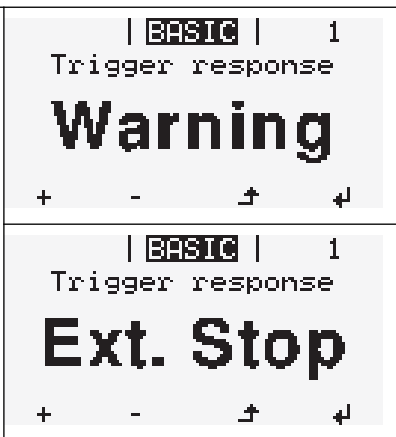 | BASIC | 1
Trigger response
Warning
+ -
| BASIC | 1
Trigger response
Ext. Stop
+ -